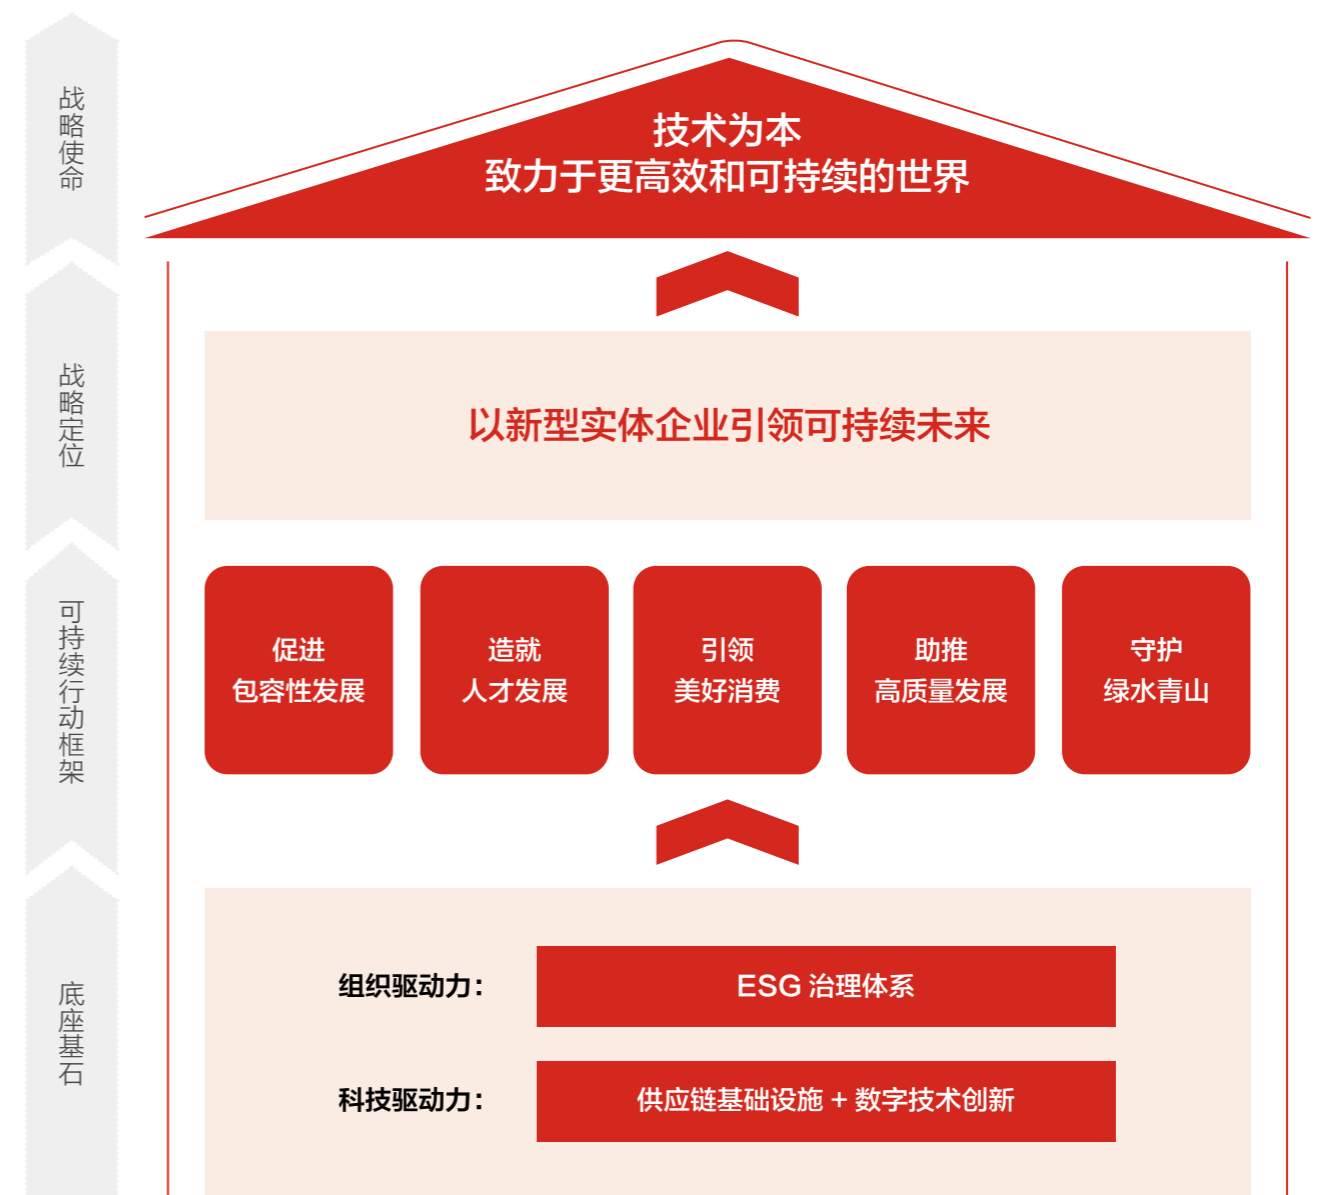 战略使命
技术为本
致力于更高效和可持续的世界
战略定位
以新型实体企业引领可持续未来
可持续行动框架
促进
包容性发展
造就
人才发展
引领
美好消费
助推
高质量发展
守护
绿水青山
底座基石
组织驱动力：
ESG 治理体系
科技驱动力：
供应链基础设施 + 数字技术创新